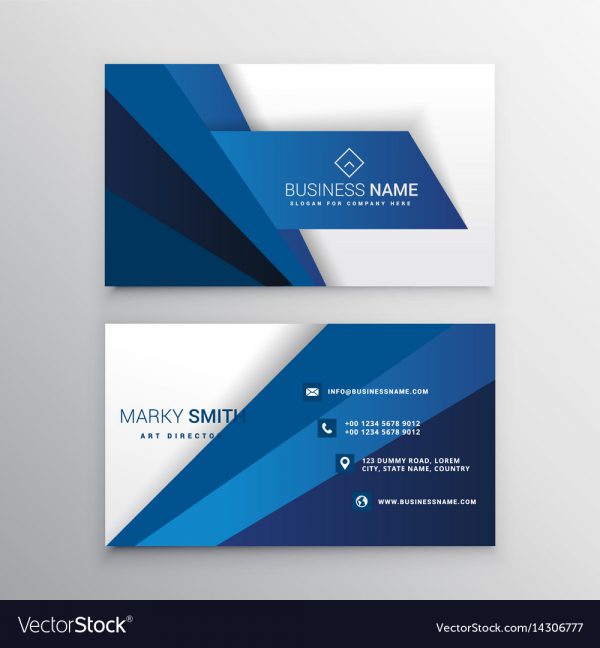 BUSINESS NAME
SLOGAN FOR COMPANY HERE
MARKY SMITH
ART DIRECTOR
INFO@BUSINESSNAME.COM
+00 1234 5678 9012
+00 1234 5678 9012
123 DUMMY ROAD, LOREM
CITY, STATE NAME, COUNTRY
WWW.BUSINESSNAME.COM
VectorStock®
VectorStock.com/14306777